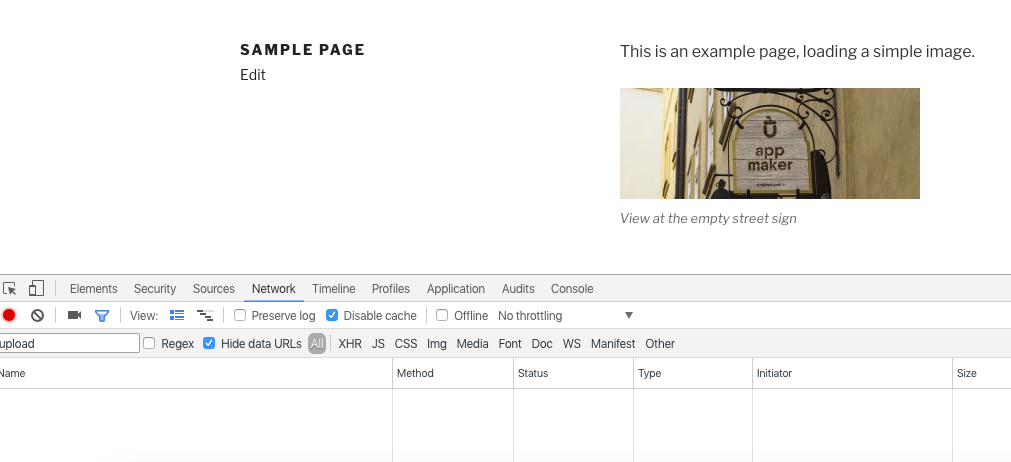 SAMPLE PAGE
Edit
This is an example page, loading a simple image.
app
maker
View at the empty street sign
Elements Security Sources Network Timeline Profiles Application Audits Console
View: Preserve log Disable cache Offline No throttling
upload Regex Hide data URLs All XHR JS CSS Img Media Font Doc WS Manifest Other
Name Method Status Type Initiator Size